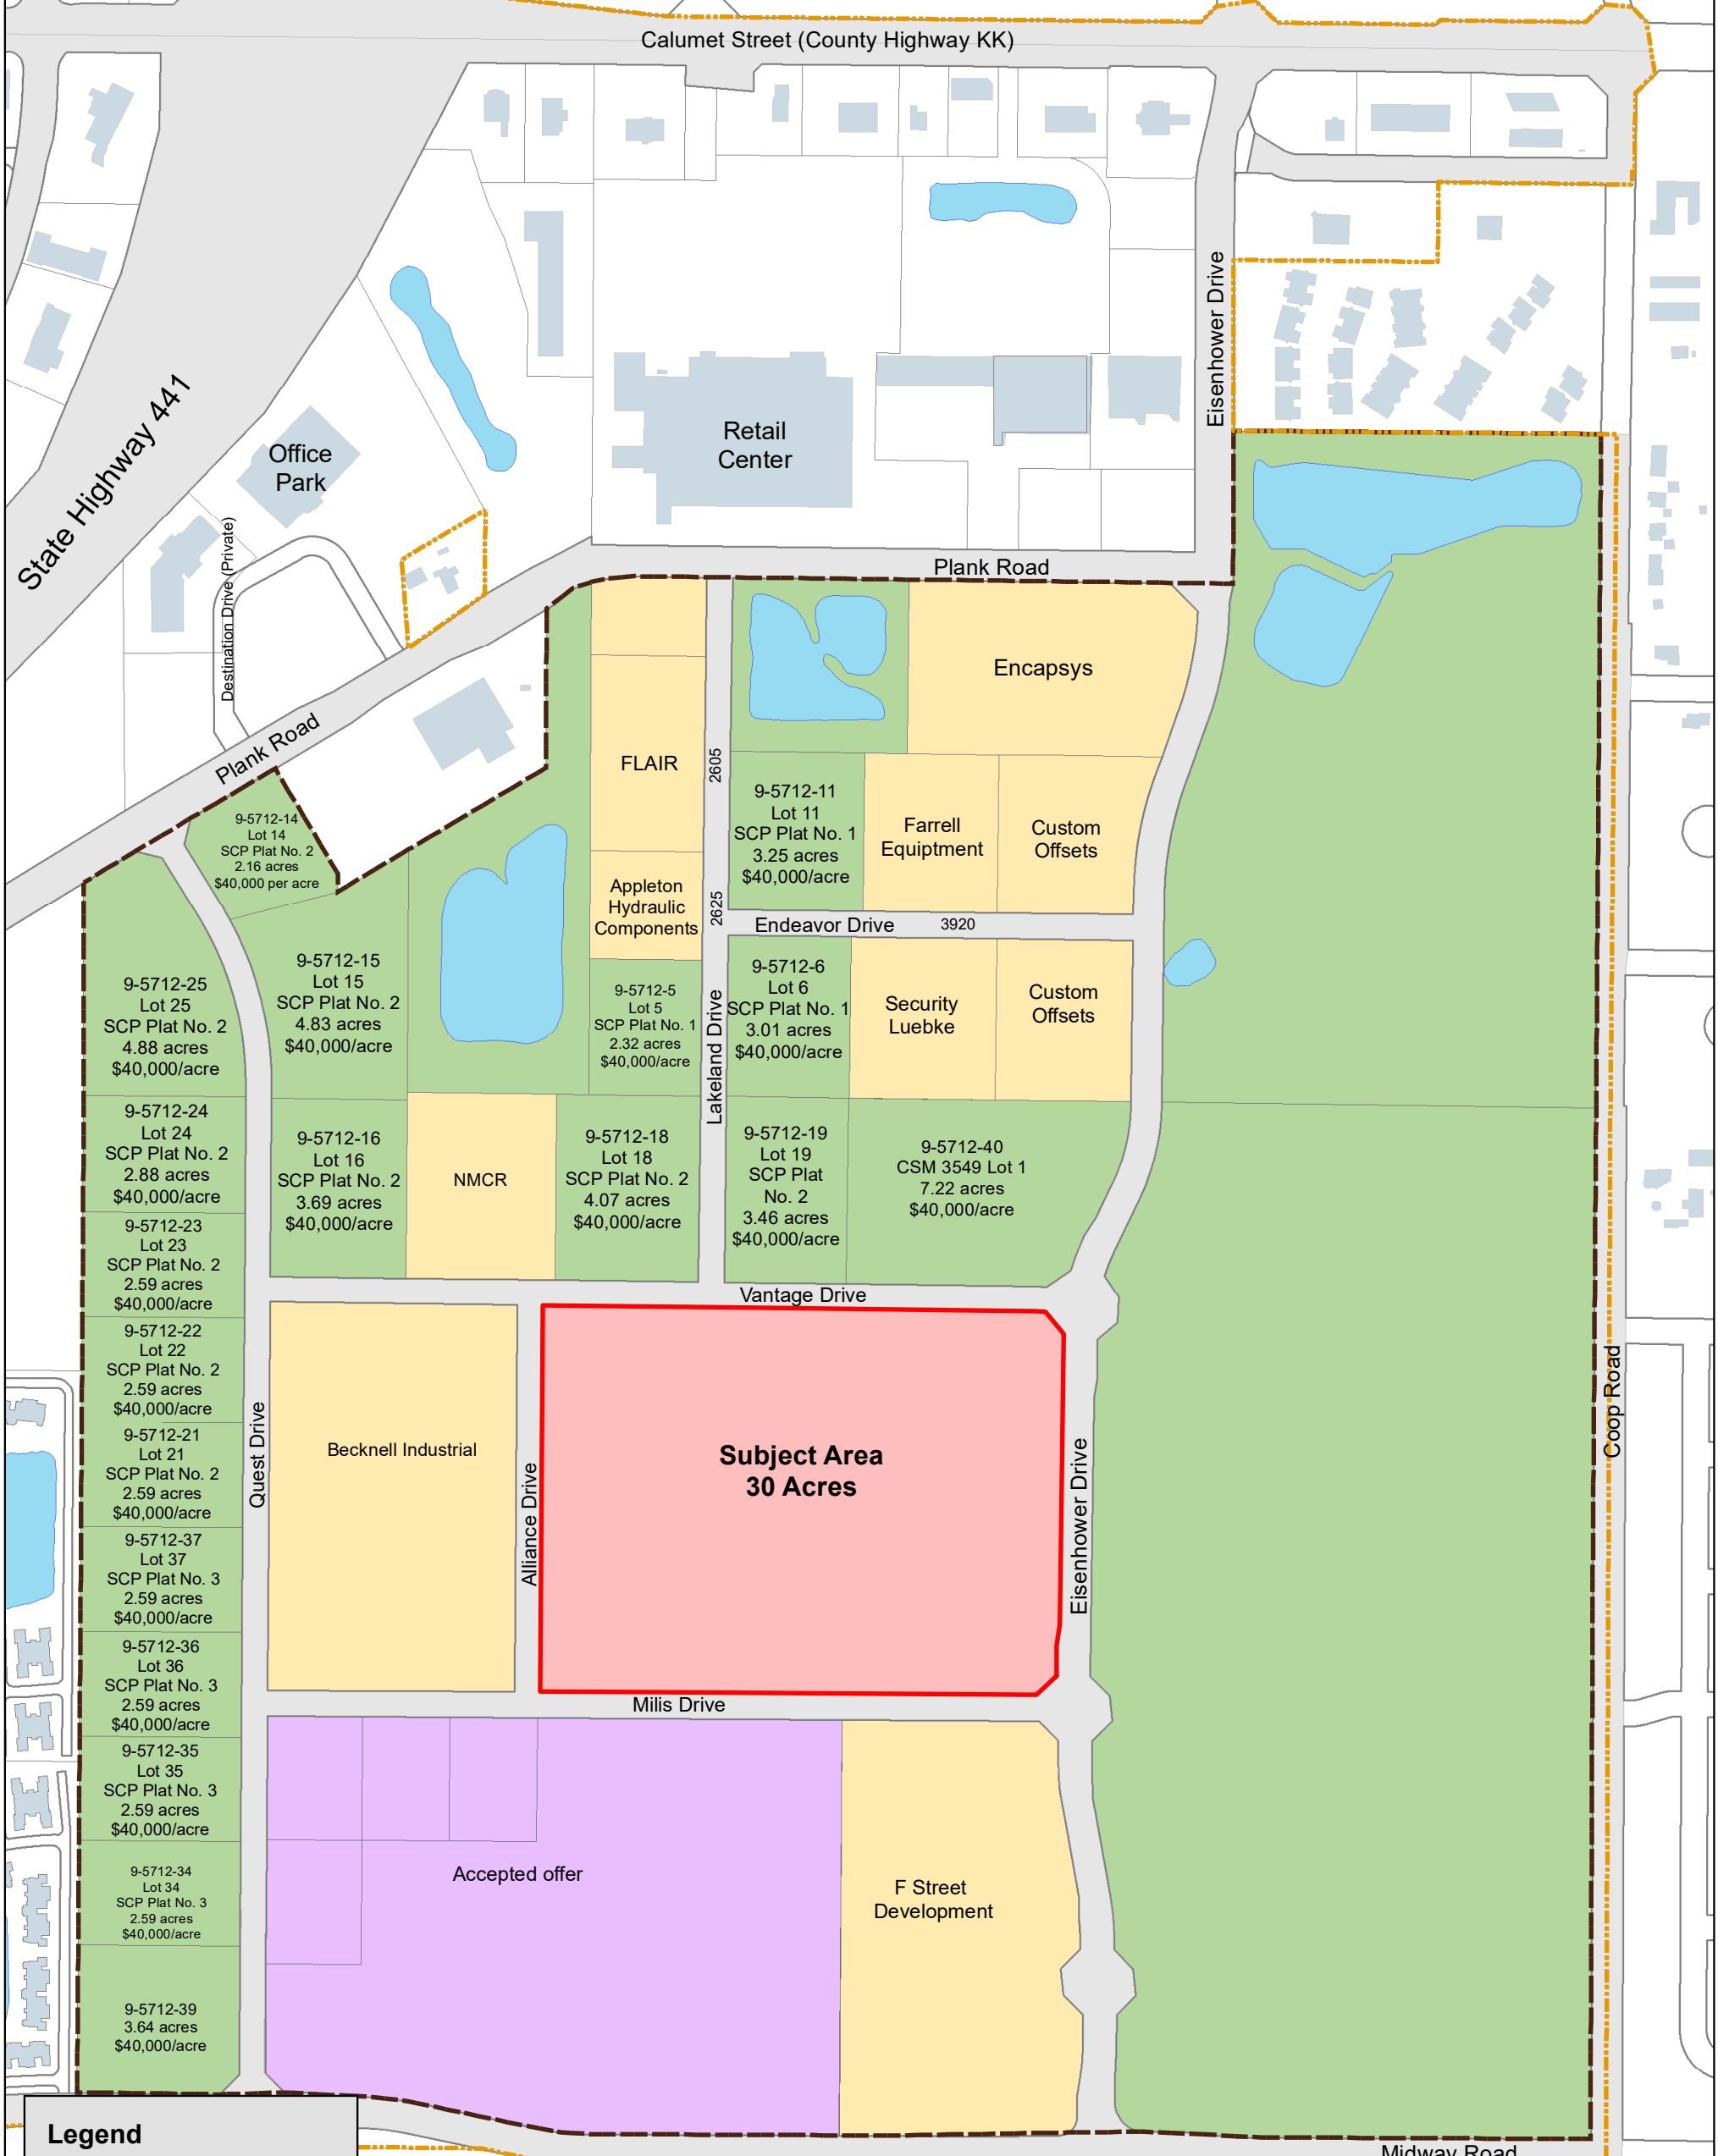 Calumet Street (County Highway KK)
State Highway 441
Eisenhower Drive
Office
Park
Retail
Center
Destination Drive (Private)
Plank Road
Plank Road
Encapsys
FLAIR
2605
9-5712-11
Lot 11
SCP Plat No. 1
3.25 acres
$40,000/acre
Farrell
Equiptment
Custom
Offsets
9-5712-14
Lot 14
SCP Plat No. 2
2.16 acres
$40,000 per acre
Appleton
Hydraulic
Components
2625
Endeavor Drive
3920
9-5712-25
Lot 25
SCP Plat No. 2
4.88 acres
$40,000/acre
9-5712-15
Lot 15
SCP Plat No. 2
4.83 acres
$40,000/acre
9-5712-5
Lot 5
SCP Plat No. 1
2.32 acres
$40,000/acre
Lakeland Drive
9-5712-6
Lot 6
SCP Plat No. 1
3.01 acres
$40,000/acre
Security
Luebke
Custom
Offsets
9-5712-24
Lot 24
SCP Plat No. 2
2.88 acres
$40,000/acre
9-5712-16
Lot 16
SCP Plat No. 2
3.69 acres
$40,000/acre
NMCR
9-5712-18
Lot 18
SCP Plat No. 2
4.07 acres
$40,000/acre
9-5712-19
Lot 19
SCP Plat
No. 2
3.46 acres
$40,000/acre
9-5712-40
CSM 3549 Lot 1
7.22 acres
$40,000/acre
9-5712-23
Lot 23
SCP Plat No. 2
2.59 acres
$40,000/acre
Vantage Drive
9-5712-22
Lot 22
SCP Plat No. 2
2.59 acres
$40,000/acre
9-5712-21
Lot 21
SCP Plat No. 2
2.59 acres
$40,000/acre
Quest Drive
Becknell Industrial
Alliance Drive
Subject Area
30 Acres
Eisenhower Drive
Coop Road
9-5712-37
Lot 37
SCP Plat No. 3
2.59 acres
$40,000/acre
9-5712-36
Lot 36
SCP Plat No. 3
2.59 acres
$40,000/acre
Milis Drive
9-5712-35
Lot 35
SCP Plat No. 3
2.59 acres
$40,000/acre
9-5712-34
Lot 34
SCP Plat No. 3
2.59 acres
$40,000/acre
Accepted offer
F Street
Development
9-5712-39
3.64 acres
$40,000/acre
Legend
Midway Road